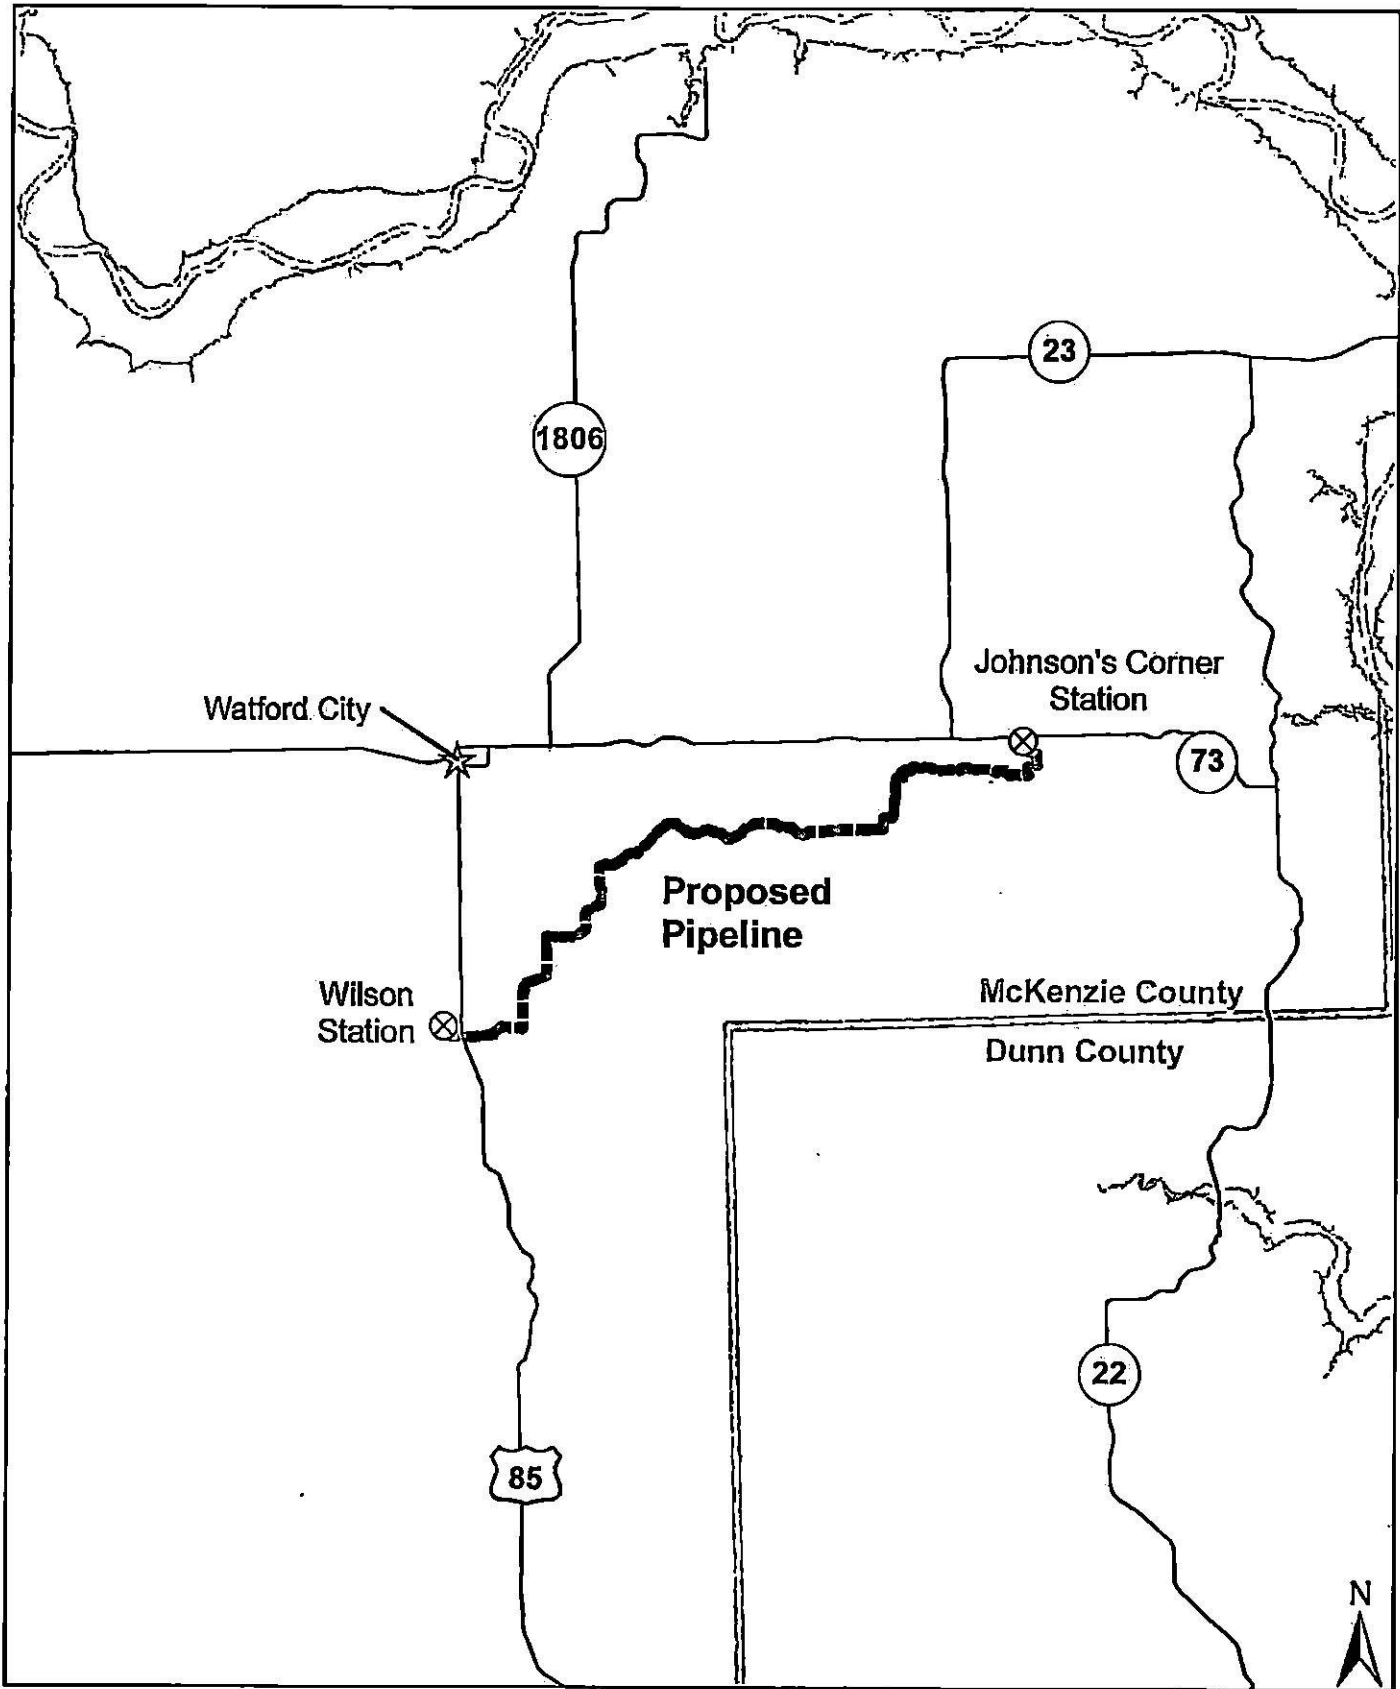 23
1806
Johnson's Corner
Station
Watford City
73
Proposed
Pipeline
Wilson
Station
McKenzie County
Dunn County
22
85
N